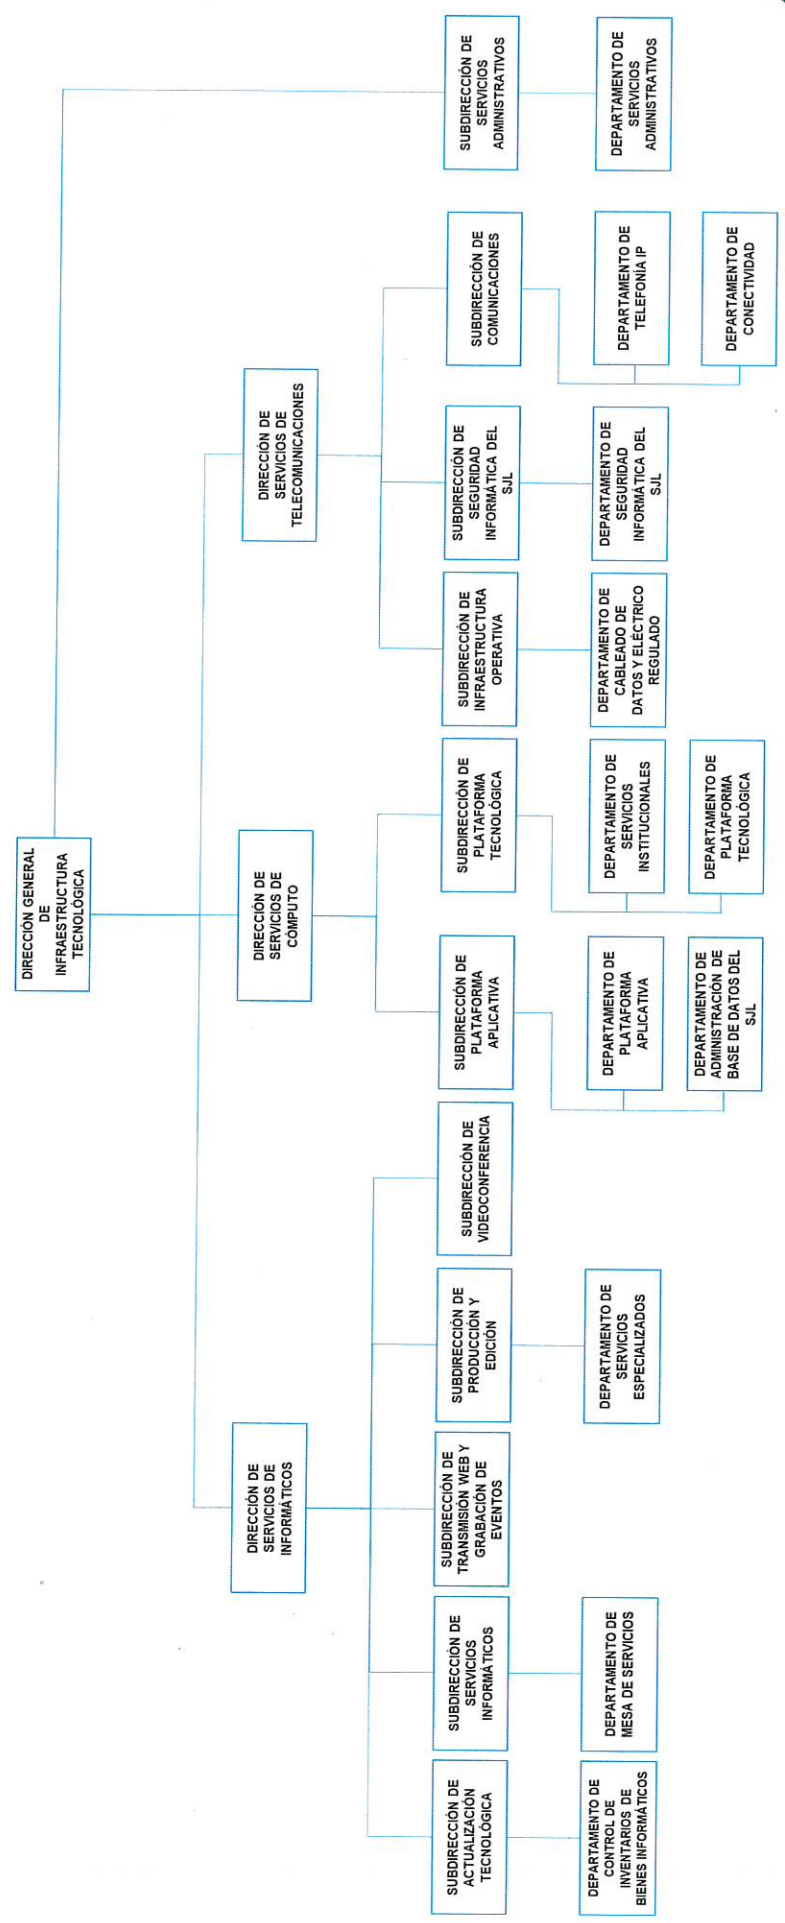 DIRECCIÓN GENERAL
DE
INFRAESTRUCTURA
TECNOLÓGICA
DIRECCIÓN DE
SERVICIOS DE
INFORMÁTICOS
DIRECCIÓN DE
SERVICIOS DE
CÓMPUTO
DIRECCIÓN DE
SERVICIOS DE
TELECOMUNICACIONES
SUBDIRECCIÓN DE
ACTUALIZACIÓN
TECNOLÓGICA
SUBDIRECCIÓN DE
SERVICIOS
INFORMÁTICOS
SUBDIRECCIÓN DE
TRANSMISIÓN WEB Y
GRABACIÓN DE
EVENTOS
SUBDIRECCIÓN DE
PRODUCCIÓN Y
EDICIÓN
SUBDIRECCIÓN DE
VIDEOCONFERENCIA
SUBDIRECCIÓN DE
PLATAFORMA
APLICATIVA
SUBDIRECCIÓN DE
PLATAFORMA
TECNOLÓGICA
SUBDIRECCIÓN DE
INFRAESTRUCTURA
OPERATIVA
SUBDIRECCIÓN DE
SEGURIDAD
INFORMÁTICA DEL
SJL
SUBDIRECCIÓN DE
COMUNICACIONES
SUBDIRECCIÓN DE
SERVICIOS
ADMINISTRATIVOS
DEPARTAMENTO DE
CONTROL DE
INVENTARIOS DE
BIENES INFORMÁTICOS
DEPARTAMENTO DE
MESA DE SERVICIOS
DEPARTAMENTO DE
SERVICIOS
ESPECIALIZADOS
DEPARTAMENTO DE
PLATAFORMA
APLICATIVA
DEPARTAMENTO DE
SERVICIOS
INSTITUCIONALES
DEPARTAMENTO DE
CABLEADO DE
DATOS Y ELÉCTRICO
REGULADO
DEPARTAMENTO DE
SEGURIDAD
INFORMÁTICA DEL
SJL
DEPARTAMENTO DE
TELEFONÍA IP
DEPARTAMENTO DE
SERVICIOS
ADMINISTRATIVOS
DEPARTAMENTO DE
ADMINISTRACIÓN DE
BASE DE DATOS DEL
SJL
DEPARTAMENTO DE
PLATAFORMA
TECNOLÓGICA
DEPARTAMENTO DE
CONECTIVIDAD